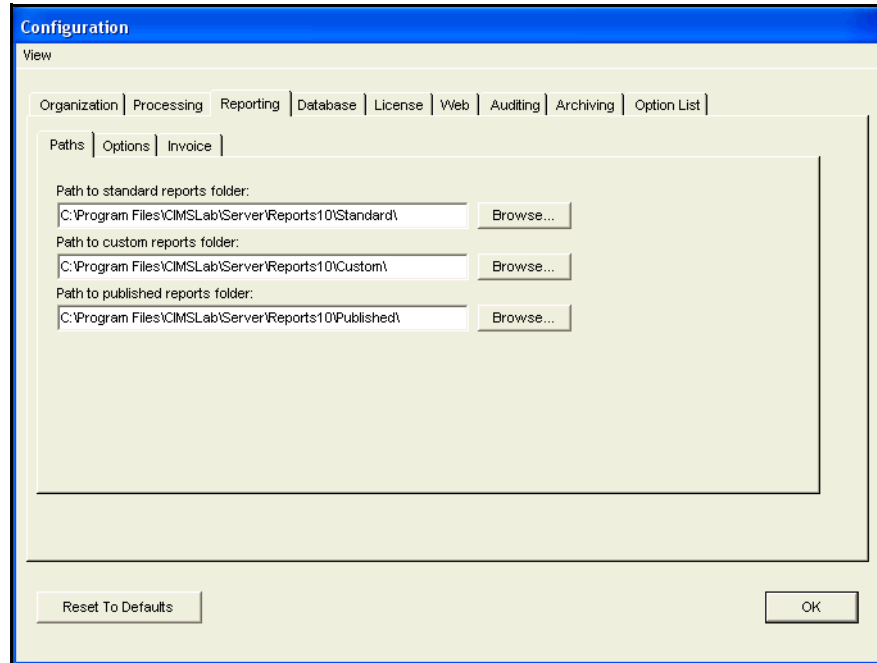 Configuration
View
Organization Processing Reporting Database License Web Auditing Archiving Option List
Paths Options Invoice
Path to standard reports folder:
C:\Program Files\CIMSLab\Server\Reports10\Standard\ Browse...
Path to custom reports folder:
C:\Program Files\CIMSLab\Server\Reports10\Custom\ Browse...
Path to published reports folder:
C:\Program Files\CIMSLab\Server\Reports10\Published\ Browse...
Reset To Defaults OK